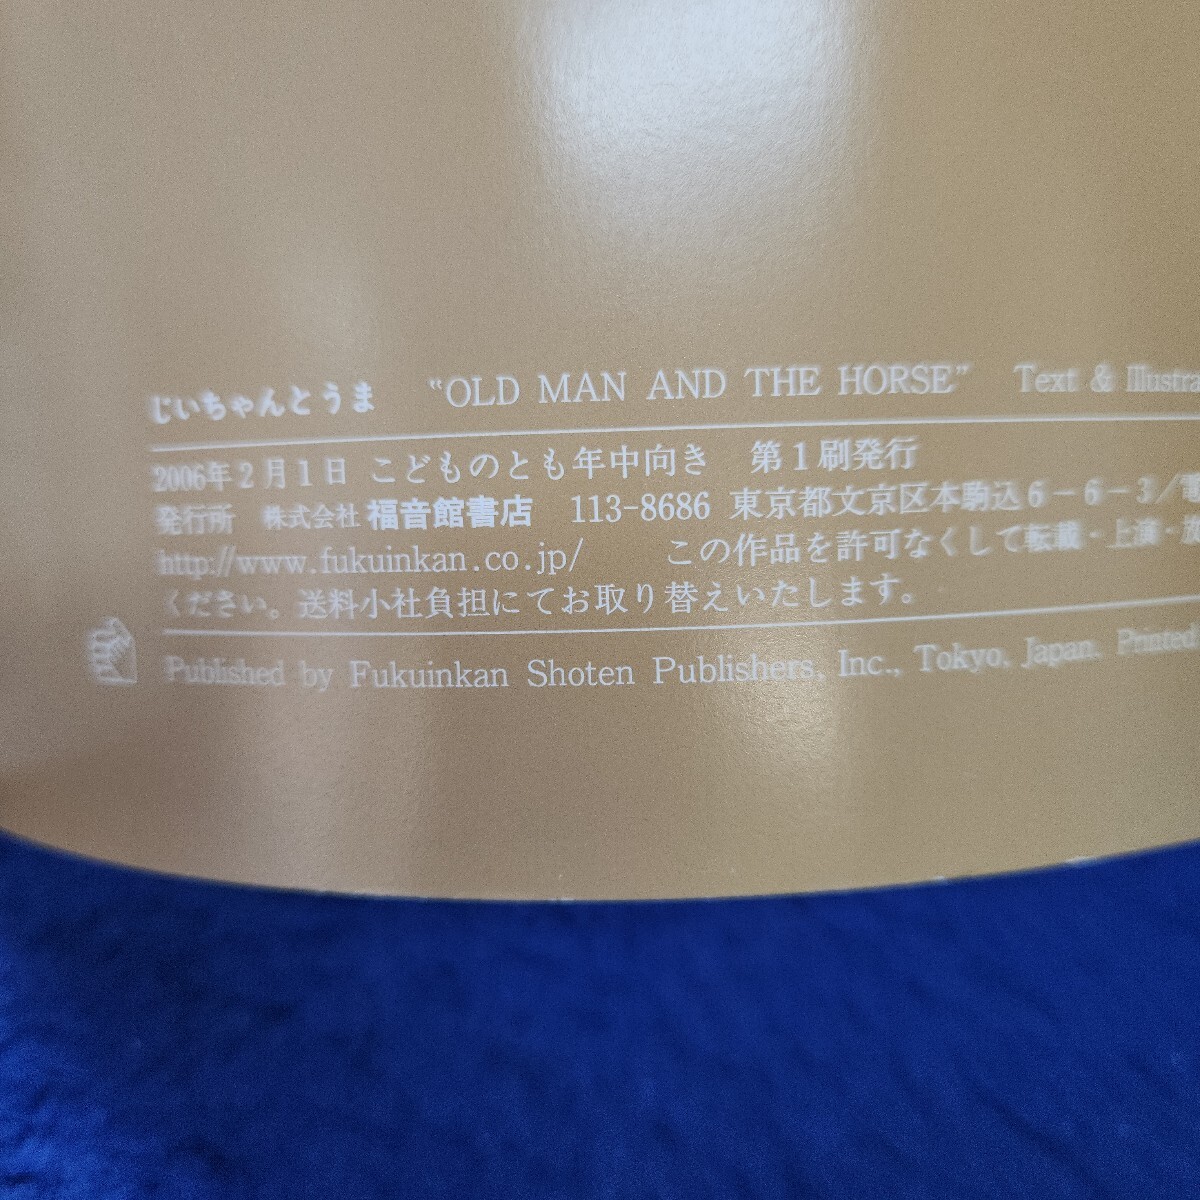 じいちゃんとうま "OLD MAN AND THE HORSE" Text & Illustra
2006年2月1日 こどものとも年中向き 第1刷発行
発行所 株式会社 福音館書店 113-8686 東京都文京区本駒込6-6-3/電
http://www.fukuinkan.co.jp/ この作品を許可なくして転載・上演・放
ください。送料小社負担にてお取り替えいたします。
Published by Fukuinkan Shoten Publishers, Inc., Tokyo, Japan. Printed